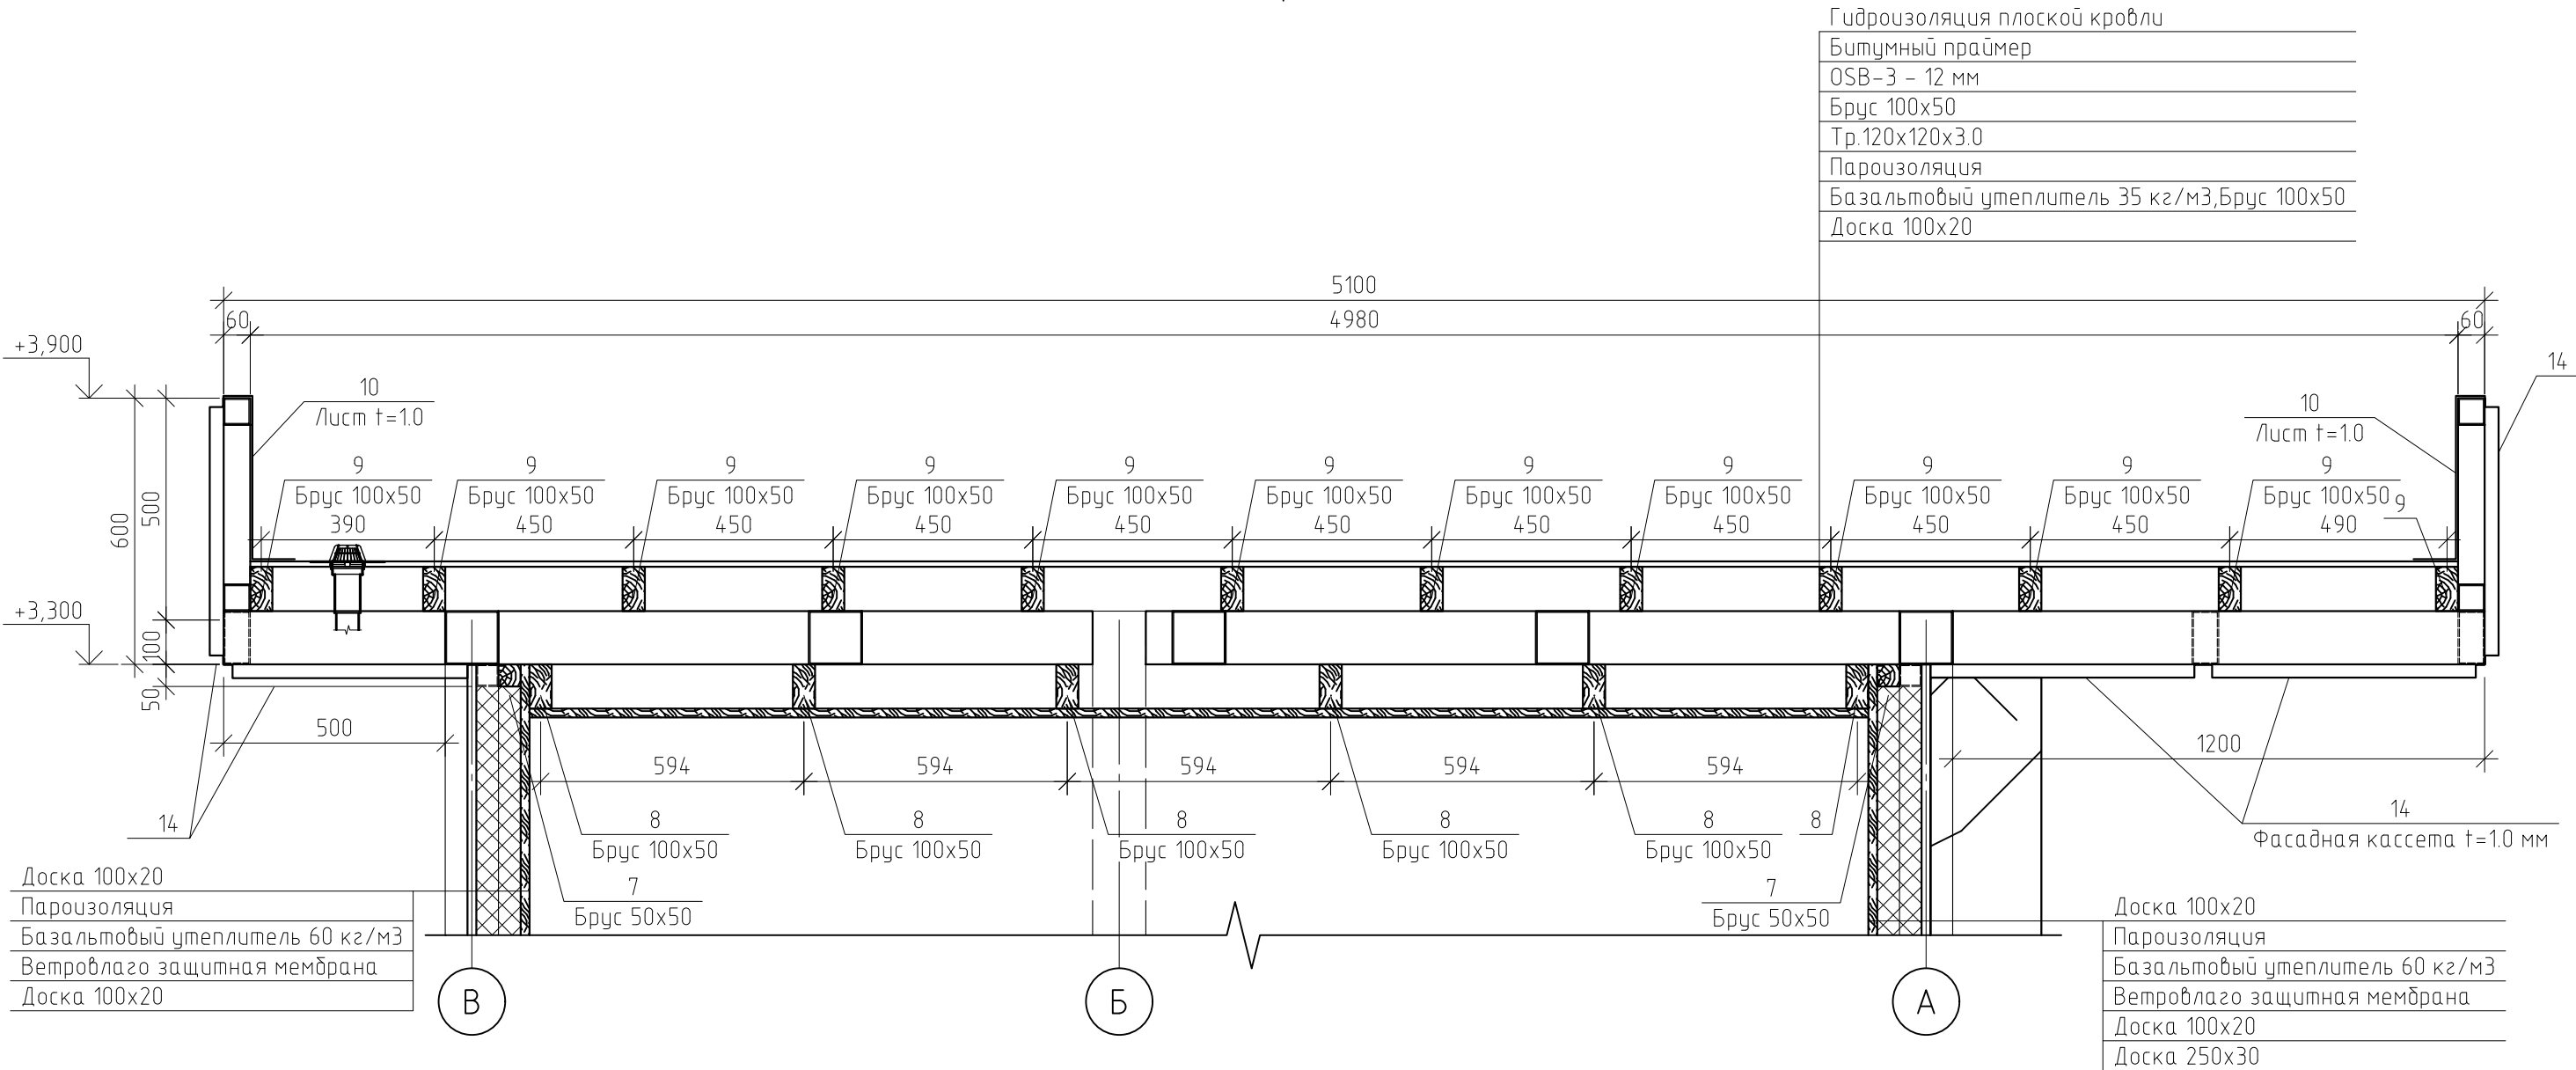 Гидроизоляция плоской кровли
Битумный праймер
OSB-3 - 12 мм
Брус 100х50
Тр.120х120х3.0
Пароизоляция
Базальтовый утеплитель 35 кг/м3,Брус 100х50
Доска 100х20
5100
60
4980
60
+3,900
14
10
Лист t=1.0
10
Лист t=1.0
9
9
9
9
9
9
9
9
9
9
9
Брус 100х50
Брус 100х50
Брус 100х50
Брус 100х50
Брус 100х50
Брус 100х50
Брус 100х50
Брус 100х50
Брус 100х50
Брус 100х50
Брус 100х50
9
390
450
450
450
450
450
450
450
450
450
490
600
500
+3,300
100
50
500
1200
594
594
594
594
594
14
8
Брус 100х50
8
Брус 100х50
8
Брус 100х50
8
Брус 100х50
8
Брус 100х50
8
14
Фасадная кассета t=1.0 мм
7
Брус 50х50
7
Брус 50х50
Доска 100х20
Пароизоляция
Базальтовый утеплитель 60 кг/м3
Ветровлаго защитная мембрана
Доска 100х20
Доска 100х20
Пароизоляция
Базальтовый утеплитель 60 кг/м3
Ветровлаго защитная мембрана
Доска 100х20
Доска 250х30
В
Б
А